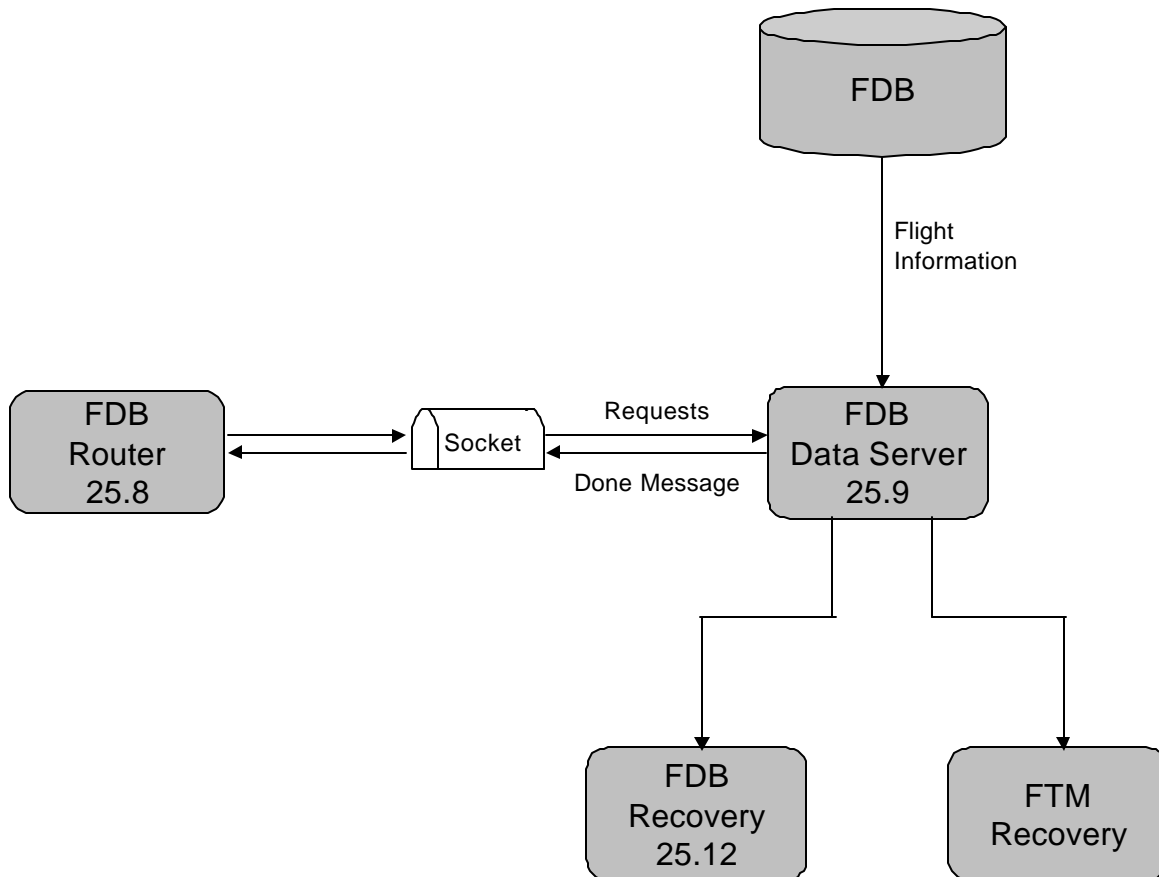 FDB
Flight
Information
FDB
Router
25.8
Socket
Requests
Done Message
FDB
Data Server
25.9
FDB
Recovery
25.12
FTM
Recovery